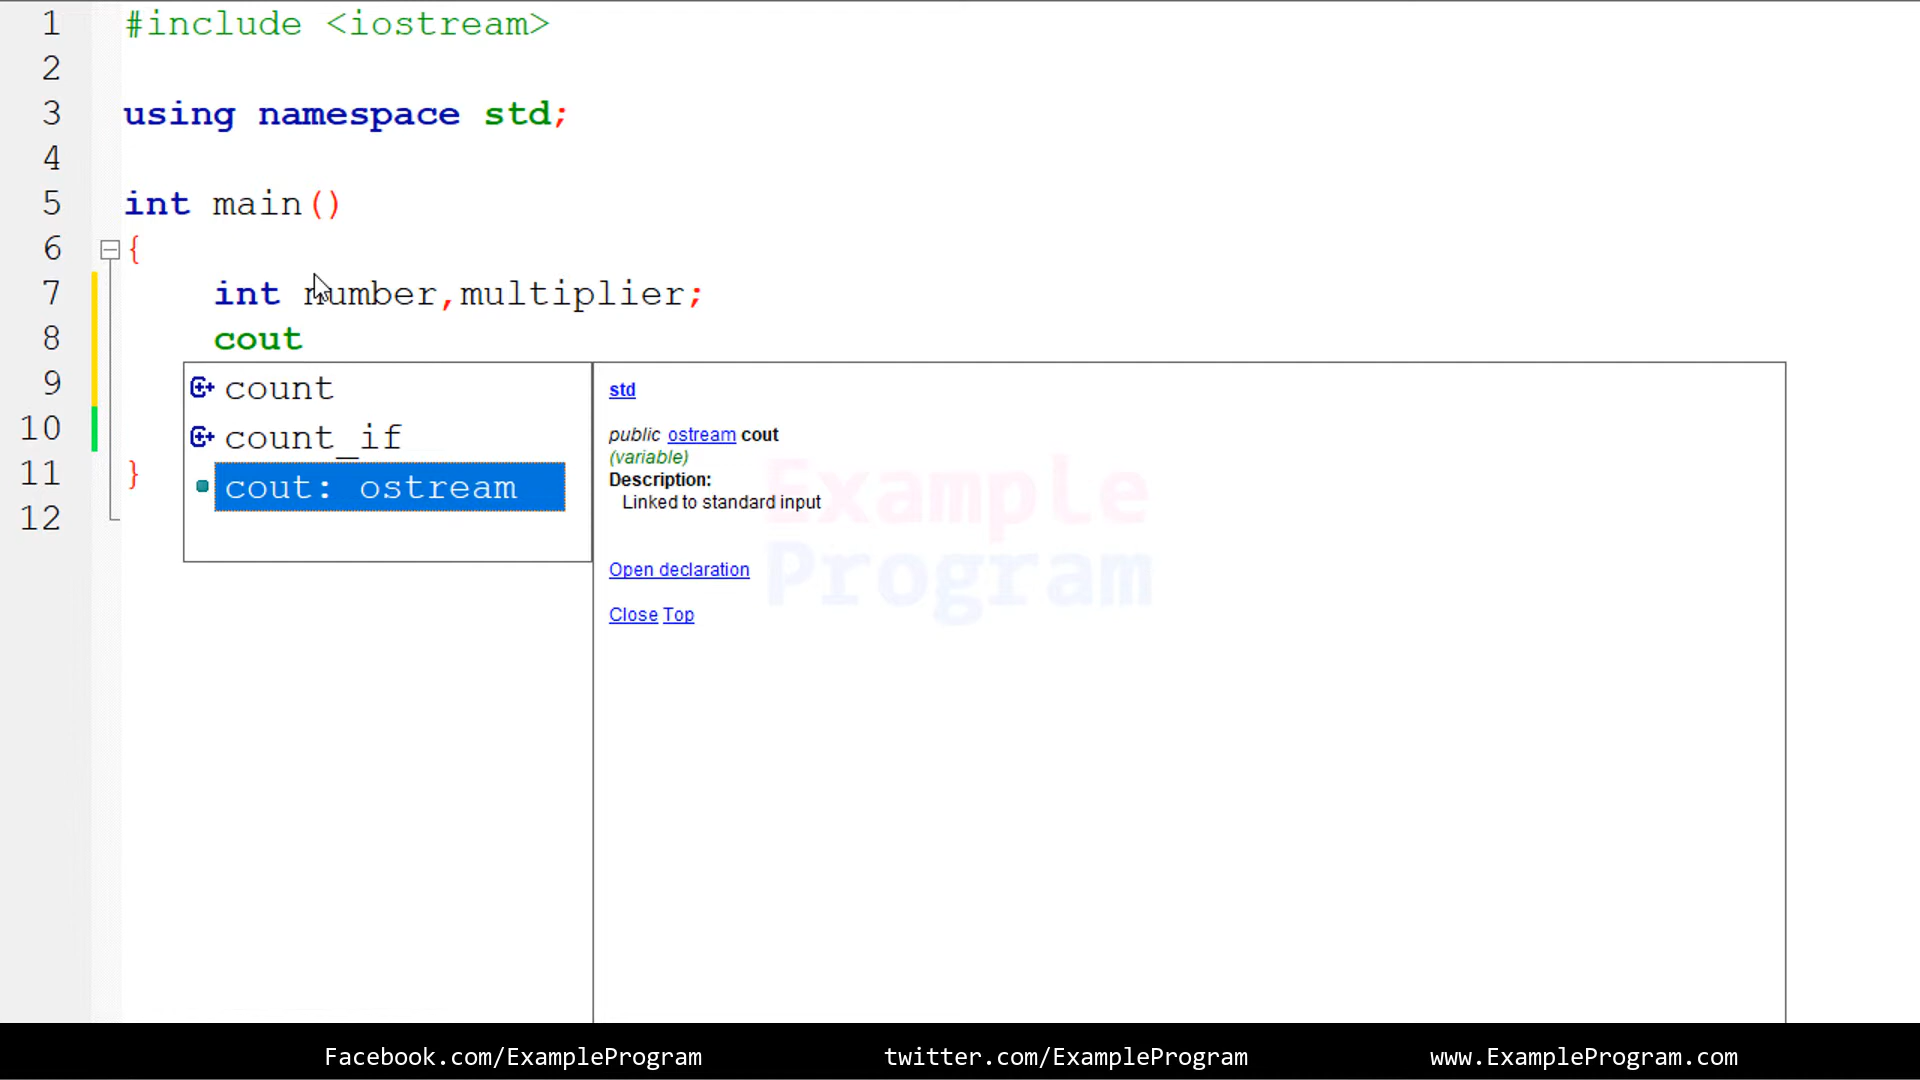 1 #include <iostream>
2
3 using namespace std;
4
5 int main()
6 {
7 int number,multiplier;
8 cout
9
10
11 }
12
count
count_if
cout: ostream
std
public ostream cout
(variable)
Description:
Linked to standard input
Open declaration
Close Top
Example
Program
Facebook.com/ExampleProgram twitter.com/ExampleProgram www.ExampleProgram.com